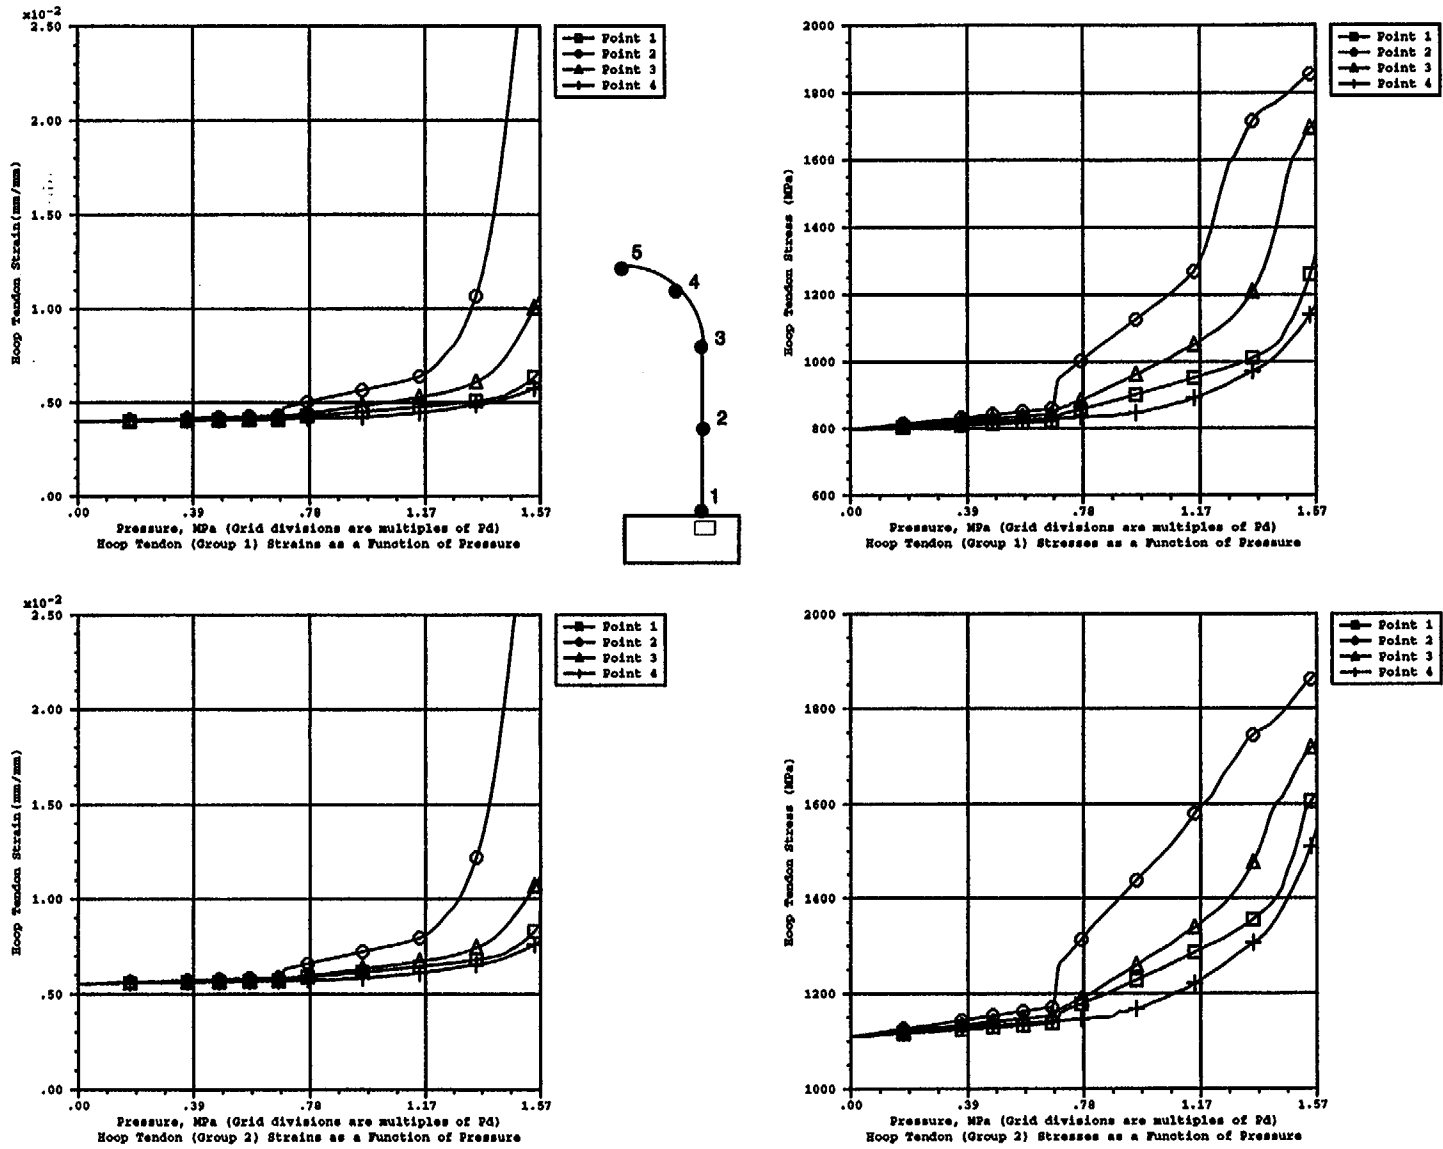 x10-2
2.50
2.00
1.50
1.00
.50
.00
Hoop Tendon Strain(mm/mm)
.00 .39 .78 1.17 1.57
Pressure, MPa (Grid divisions are multiples of Pd)
Hoop Tendon (Group 1) Strains as a Function of Pressure
Point 1
Point 2
Point 3
Point 4
5
4
3
2
1
2000
1800
1600
1400
1200
1000
800
600
Hoop Tendon Stress (MPa)
.00 .39 .78 1.17 1.57
Pressure, MPa (Grid divisions are multiples of Pd)
Hoop Tendon (Group 1) Stresses as a Function of Pressure
Point 1
Point 2
Point 3
Point 4
x10-2
2.50
2.00
1.50
1.00
.50
.00
Hoop Tendon Strain(mm/mm)
.00 .39 .78 1.17 1.57
Pressure, MPa (Grid divisions are multiples of Pd)
Hoop Tendon (Group 2) Strains as a Function of Pressure
Point 1
Point 2
Point 3
Point 4
2000
1800
1600
1400
1200
1000
Hoop Tendon Stress (MPa)
.00 .39 .78 1.17 1.57
Pressure, MPa (Grid divisions are multiples of Pd)
Hoop Tendon (Group 2) Stresses as a Function of Pressure
Point 1
Point 2
Point 3
Point 4